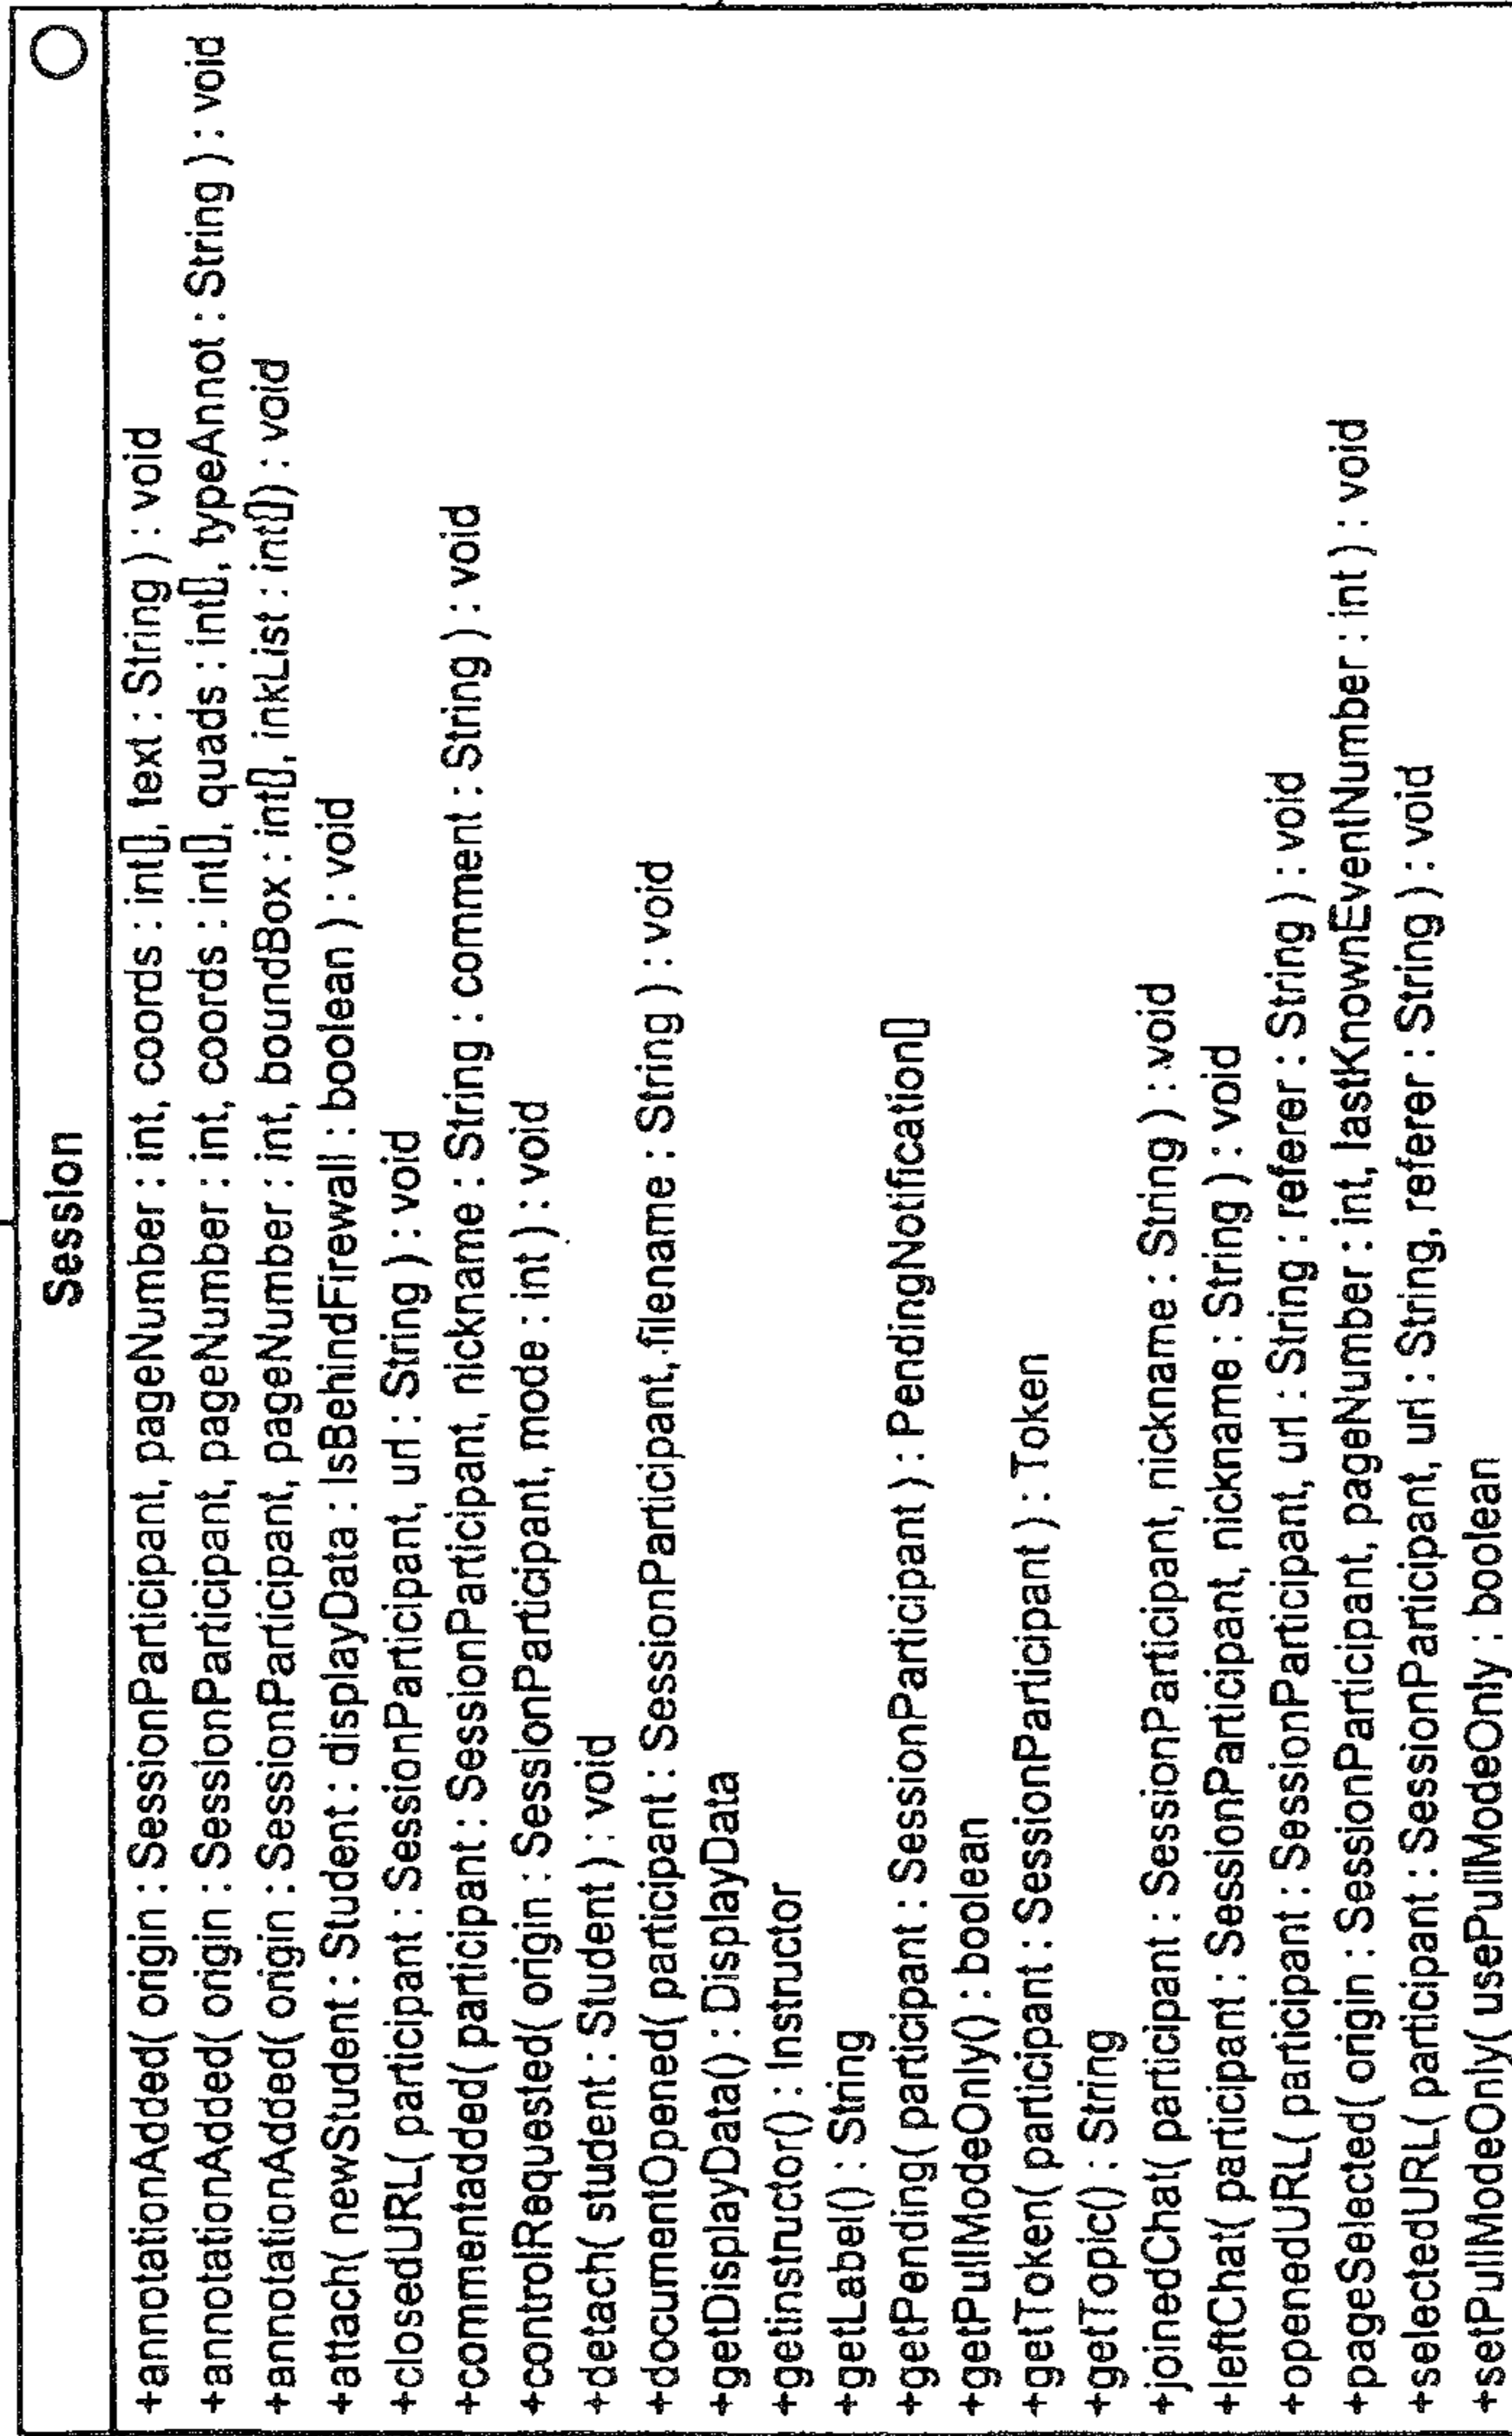 Session
+annotationAdded( origin : SessionParticipant, pageNumber : int, coords : int[], text : String ) : void
+annotationAdded( origin : SessionParticipant, pageNumber : int, coords : int[], quads : int[], typeAnnot : String ) : void
+annotationAdded( origin : SessionParticipant, pageNumber : int, boundBox : int[], inkList : int[]) : void
+attach( newStudent : Student : displayData : IsBehindFirewall : boolean ) : void
+closedURL( participant : SessionParticipant, url : String ) : void
+commentadded( participant : SessionParticipant, nickname : String : comment : String ) : void
+controlRequested( origin : SessionParticipant, mode : int ) : void
+detach( student : Student ) : void
+documentOpened( participant : SessionParticipant, filename : String ) : void
+getDisplayData() : DisplayData
+getinstructor() : Instructor
+getLabel() : String
+getPending( participant : SessionParticipant ) : PendingNotification[]
+getPullModeOnly() : boolean
+getToken( participant : SessionParticipant ) : Token
+getTopic() : String
+joinedChat( participant : SessionParticipant, nickname : String ) : void
+leftChat( participant : SessionParticipant, nickname : String ) : void
+openedURL( participant : SessionParticipant, url : String : referer : String ) : void
+pageSelected( origin : SessionParticipant, pageNumber : int, lastKnownEventNumber : int ) : void
+selectedURL( participant : SessionParticipant, url : String, referer : String ) : void
+setPullModeOnly( usePullModeOnly : boolean